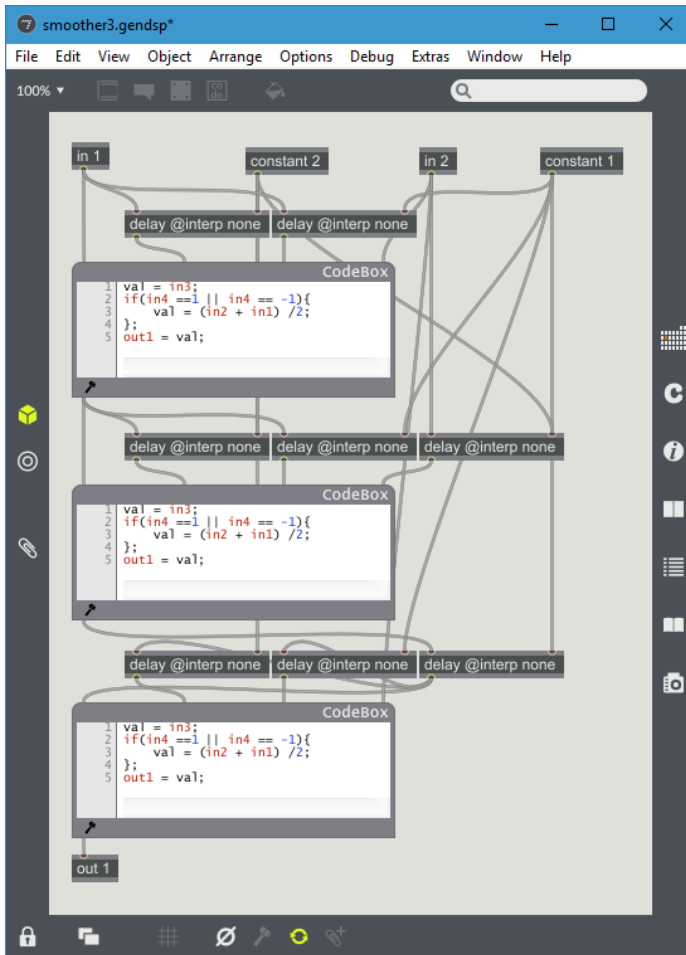 smoother3.gendsp*
File Edit View Object Arrange Options Debug Extras Window Help
100% ▼
in 1
constant 2
in 2
constant 1
delay @interp none
delay @interp none
CodeBox
1 val = in3;
2 if(in4 ==1 || in4 == -1){
3 val = (in2 + in1) /2;
4 };
5 out1 = val;
delay @interp none
delay @interp none
delay @interp none
CodeBox
1 val = in3;
2 if(in4 ==1 || in4 == -1){
3 val = (in2 + in1) /2;
4 };
5 out1 = val;
delay @interp none
delay @interp none
delay @interp none
CodeBox
1 val = in3;
2 if(in4 ==1 || in4 == -1){
3 val = (in2 + in1) /2;
4 };
5 out1 = val;
out 1